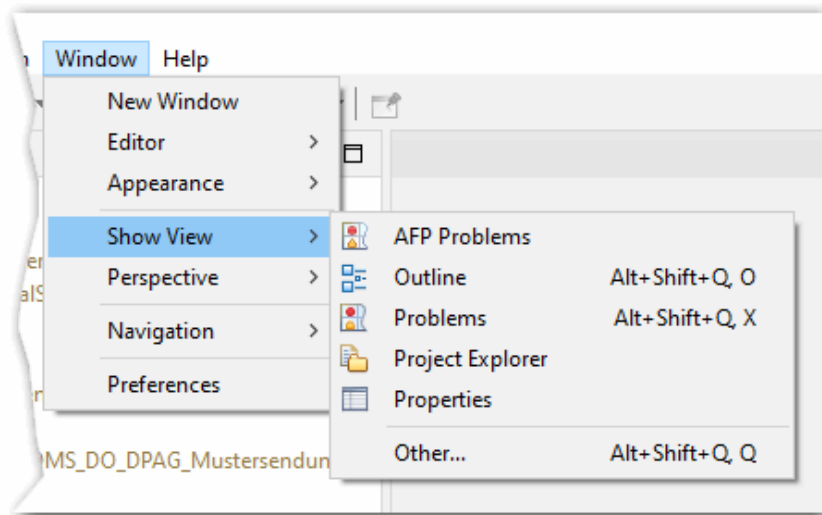 Window Help
New Window
Editor
Appearance
Show View
Perspective
Navigation
Preferences
AFP Problems
Outline Alt+Shift+Q, O
Problems Alt+Shift+Q, X
Project Explorer
Properties
Other... Alt+Shift+Q, Q
MS_DO_DPAG_Mustersendun